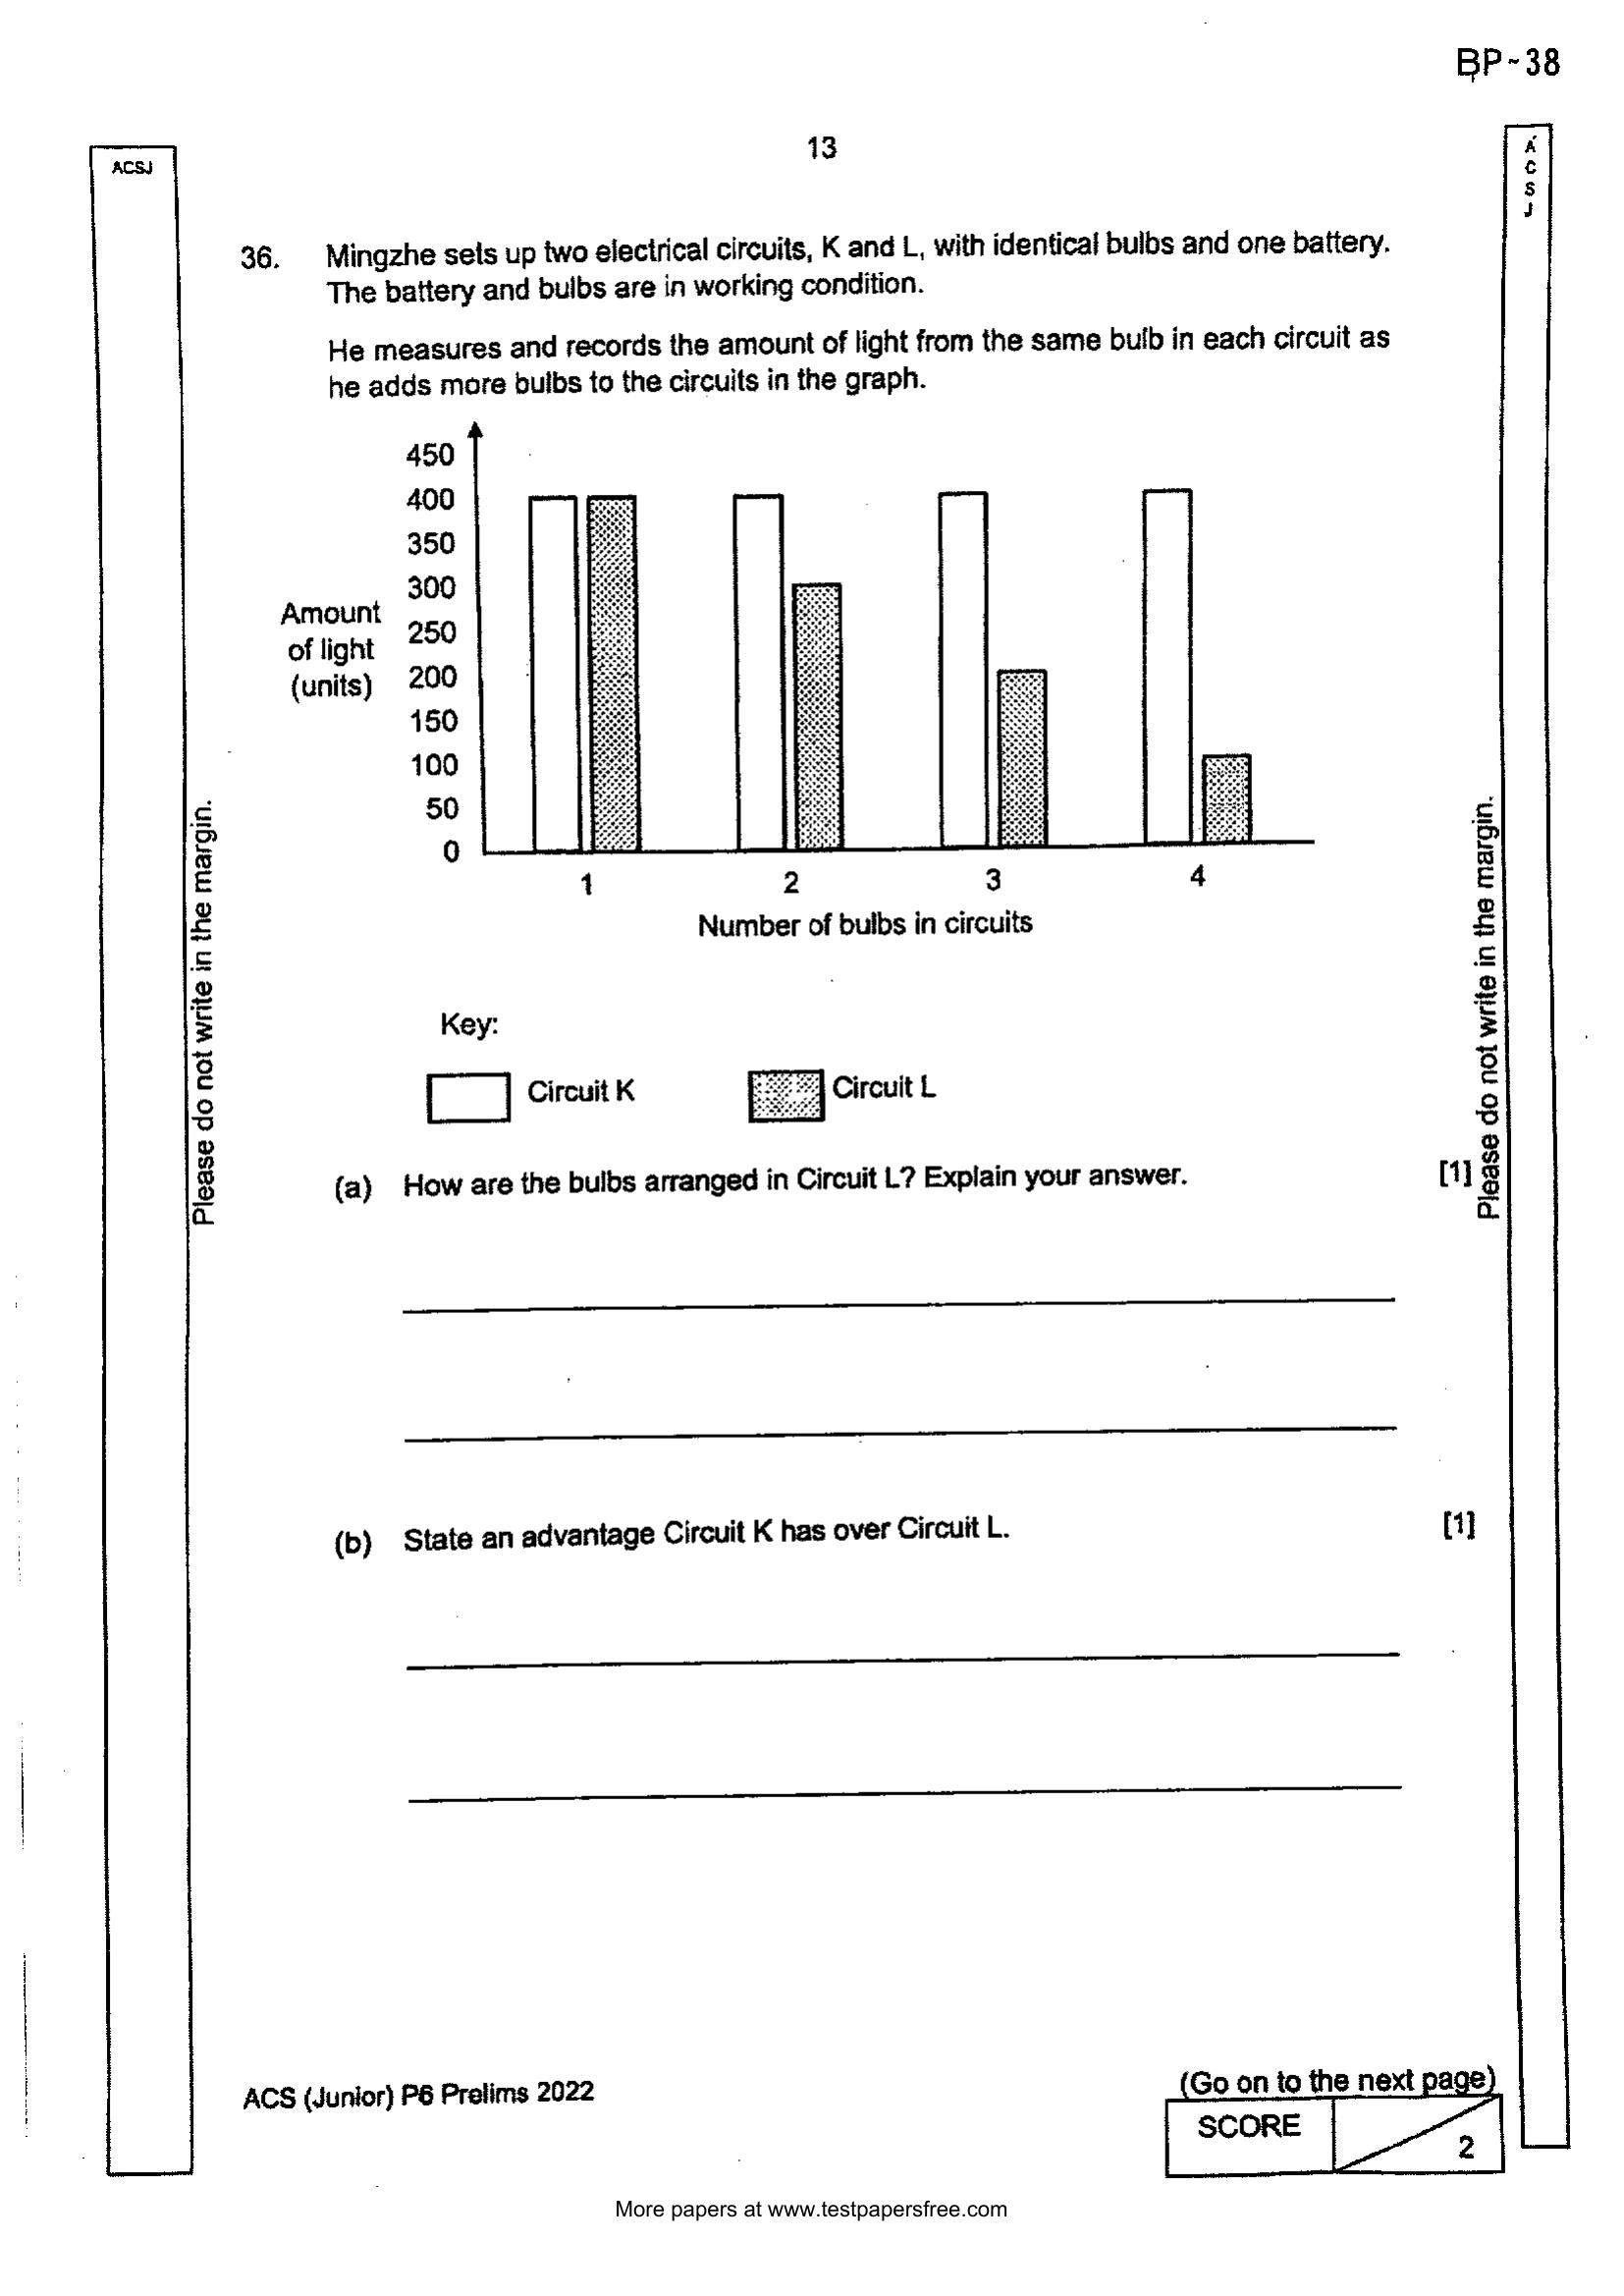 BP-38
13
ACSJ
A
C
S
J
36. Mingzhe sets up two electrical circuits, K and L, with identical bulbs and one battery.
The battery and bulbs are in working condition.
He measures and records the amount of light from the same bulb in each circuit as
he adds more bulbs to the circuits in the graph.
450
400
350
300
250
200
150
100
50
0
Amount
of light
(units)
1 2 3 4
Number of bulbs in circuits
Key:
Circuit K Circuit L
(a) How are the bulbs arranged in Circuit L? Explain your answer. [1]
(b) State an advantage Circuit K has over Circuit L. [1]
Please do not write in the margin.
Please do not write in the margin.
ACS (Junior) P6 Prelims 2022
(Go on to the next page)
SCORE 2
More papers at www.testpapersfree.com